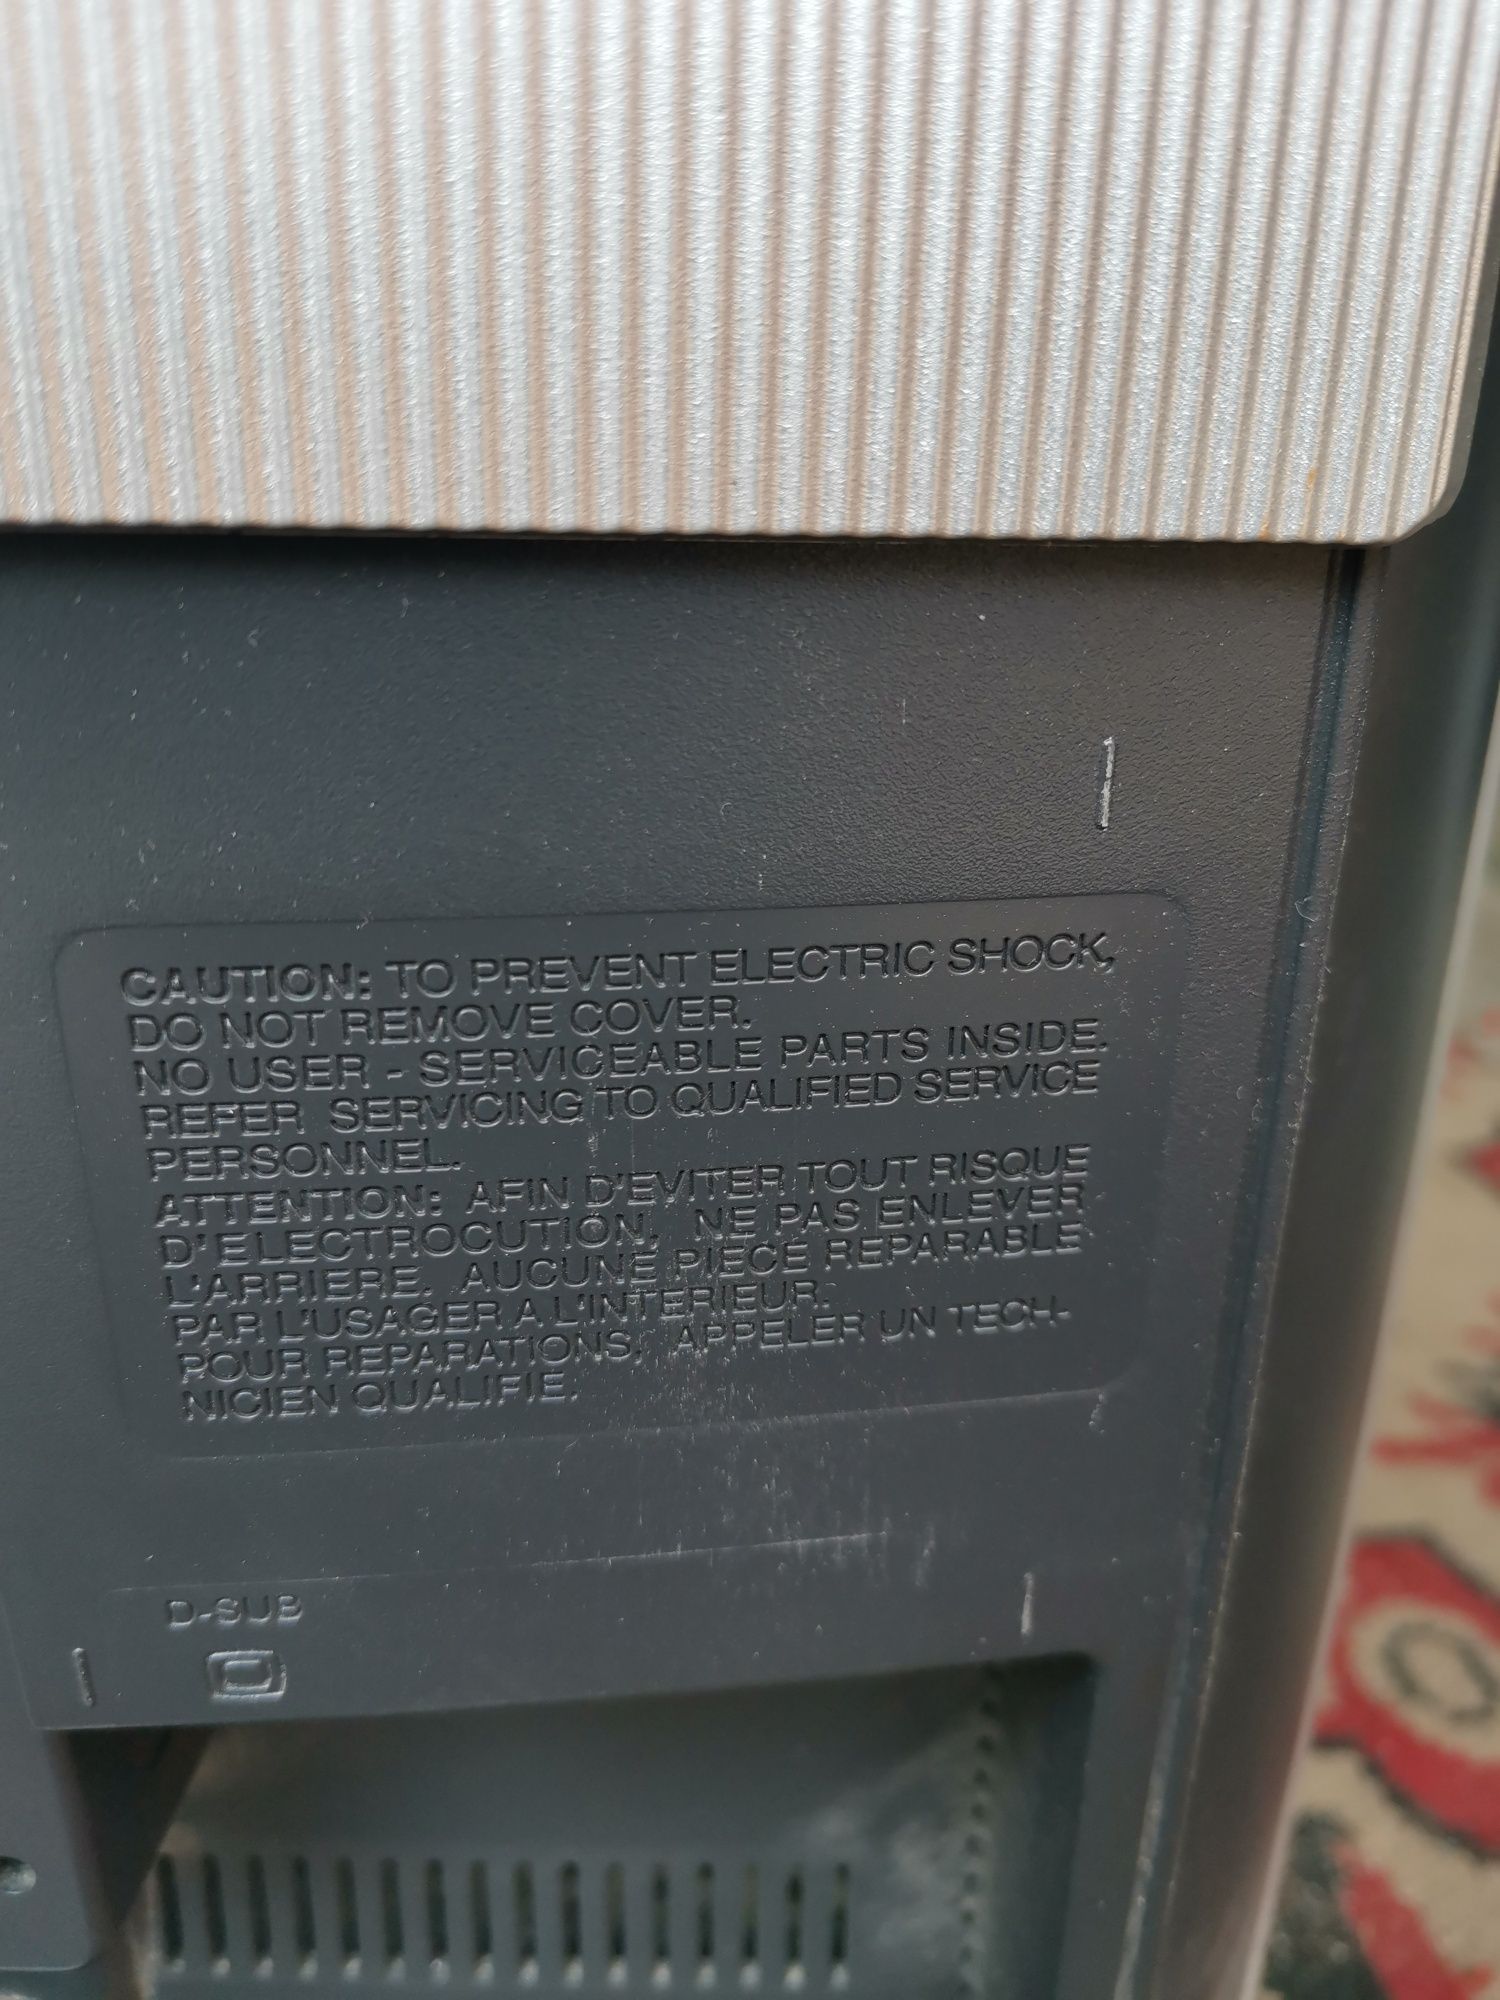 CAUTION: TO PREVENT ELECTRIC SHOCK,
DO NOT REMOVE COVER.
NO USER - SERVICEABLE PARTS INSIDE.
REFER SERVICING TO QUALIFIED SERVICE
PERSONNEL.
ATTENTION: AFIN D'EVITER TOUT RISQUE
D'ELECTROCUTION, NE PAS ENLEVER
L'ARRIERE. AUCUNE PIECE REPARABLE
PAR L'USAGER A L'INTERIEUR.
POUR REPARATIONS, APPELER UN TECH-
NICIEN QUALIFIE.
D-SUB